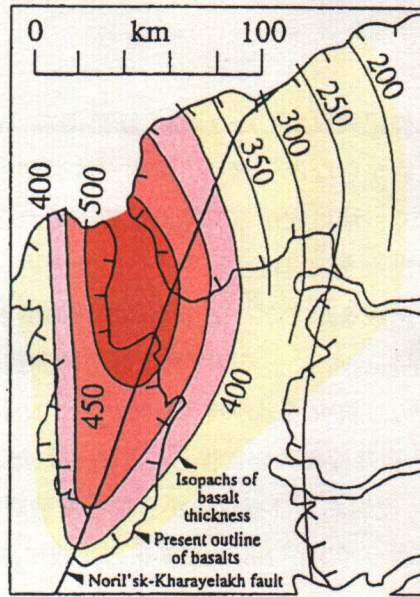 0 km 100
200
250
300
350
400
500
450
400
Isopachs of
basalt
thickness
Present outline
of basalts
Noril'sk-Kharayelakh fault